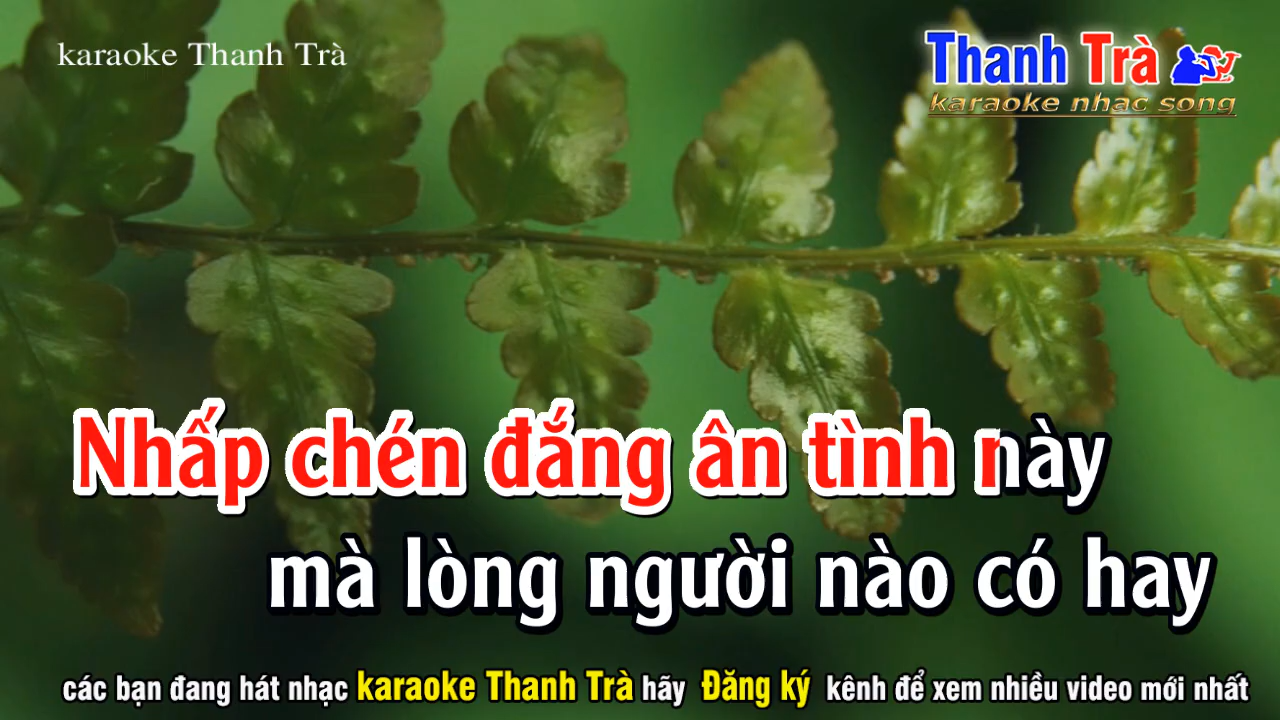 karaoke Thanh Trà
Thanh Trà
karaoke nhac song
Nhấp chén đắng ân tình này
mà lòng người nào có hay
các bạn đang hát nhạc karaoke Thanh Trà hãy Đăng ký kênh để xem nhiều video mới nhất